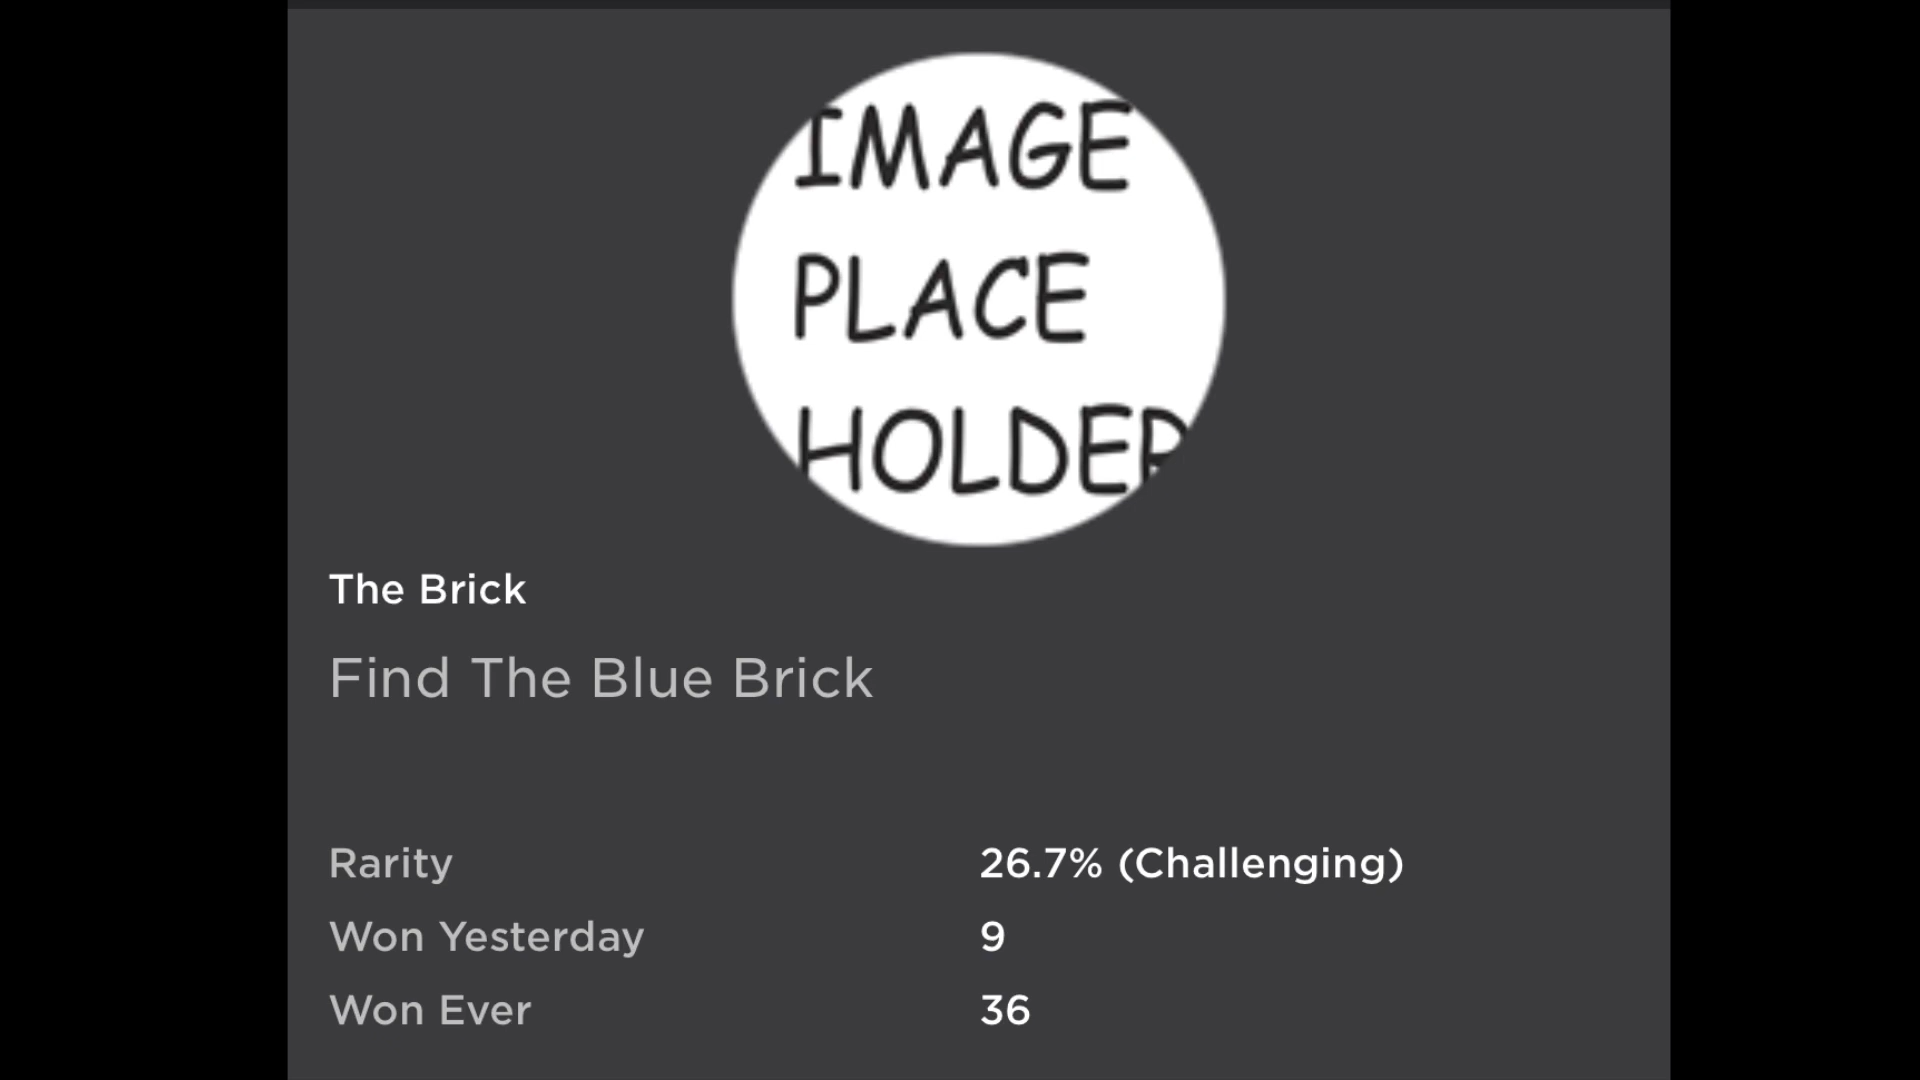 IMAGE
PLACE
HOLDER
The Brick
Find The Blue Brick
Rarity 26.7% (Challenging)
Won Yesterday 9
Won Ever 36